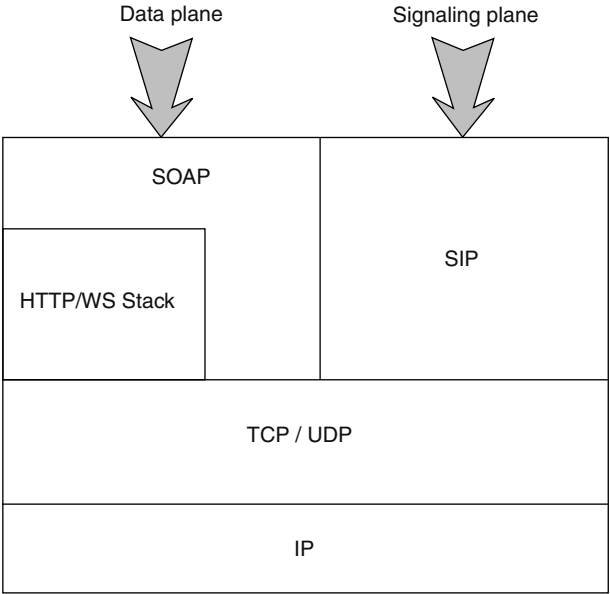 Data plane
Signaling plane
SOAP
SIP
HTTP/WS Stack
TCP / UDP
IP